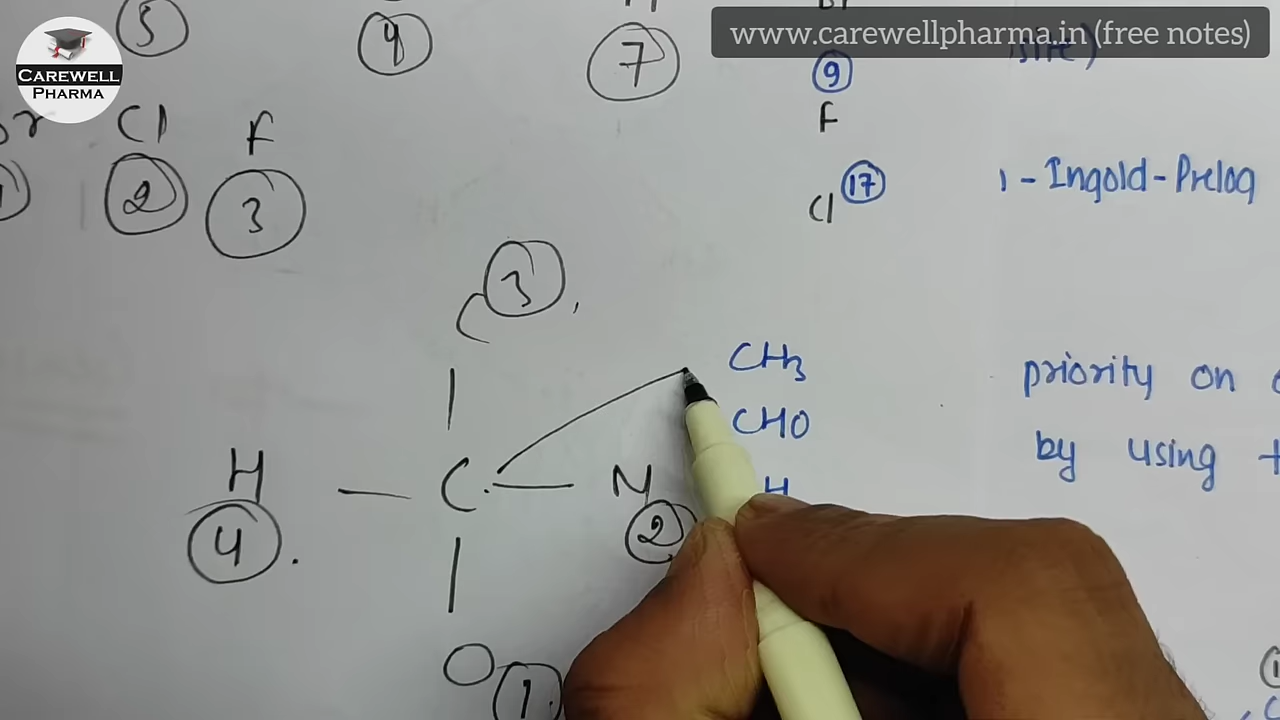 CAREWELL
PHARMA
www.carewellpharma.in (free notes)
5
4
7
9
F
Cl 17
Cl F
2 3
1 - Ingold - Prelog
3
C
CH3
CHO
H
H — C — N
4
2
O
1
priority on
by using